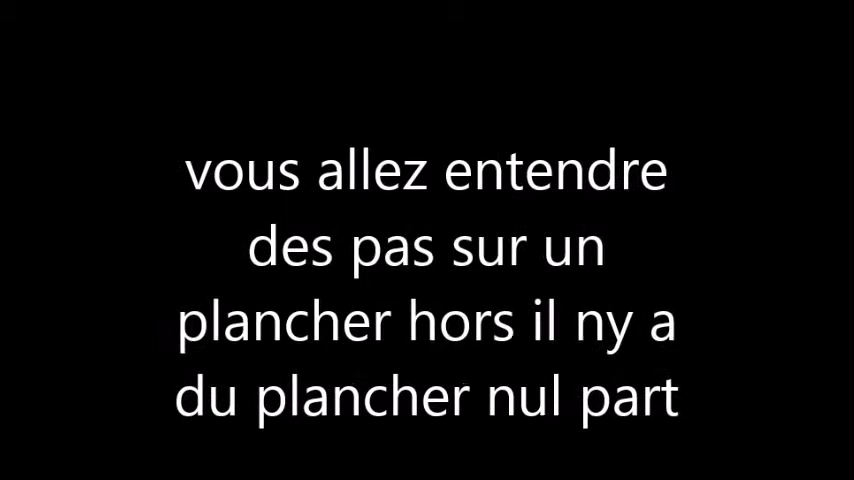 vous allez entendre
des pas sur un
plancher hors il ny a
du plancher nul part